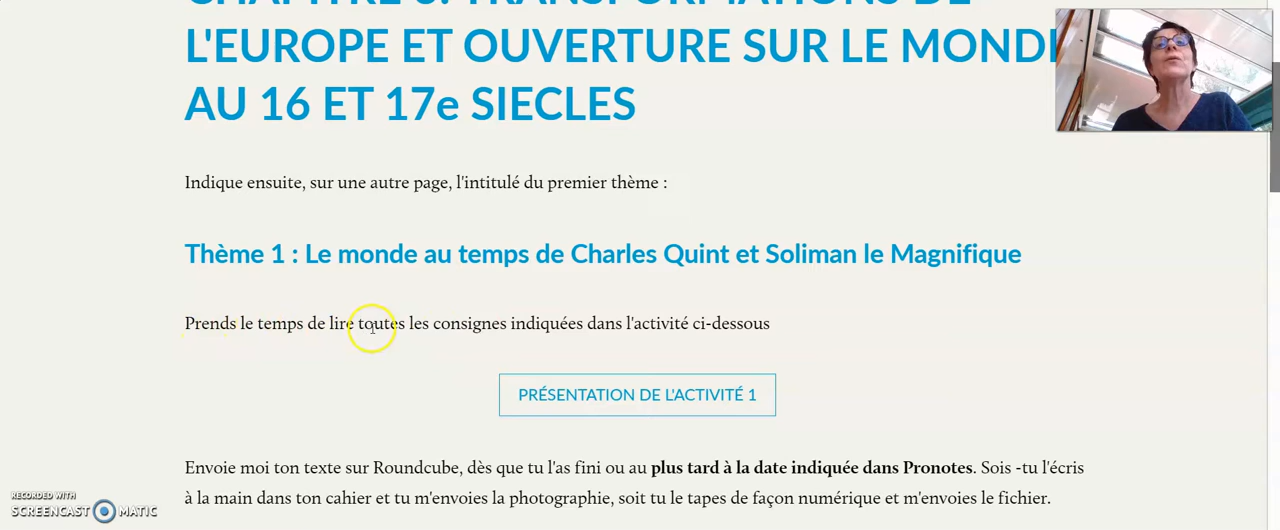 CHAPITRE 3: TRANSFORMATIONS DE
L'EUROPE ET OUVERTURE SUR LE MONDE
AU 16 ET 17e SIECLES
Indique ensuite, sur une autre page, l'intitulé du premier thème :
Thème 1 : Le monde au temps de Charles Quint et Soliman le Magnifique
Prends le temps de lire toutes les consignes indiquées dans l'activité ci-dessous
PRÉSENTATION DE L'ACTIVITÉ 1
Envoie moi ton texte sur Roundcube, dès que tu l'as fini ou au plus tard à la date indiquée dans Pronotes. Sois -tu l'écris
à la main dans ton cahier et tu m'envoies la photographie, soit tu le tapes de façon numérique et m'envoies le fichier.
RECORDED WITH
SCREENCAST MATIC